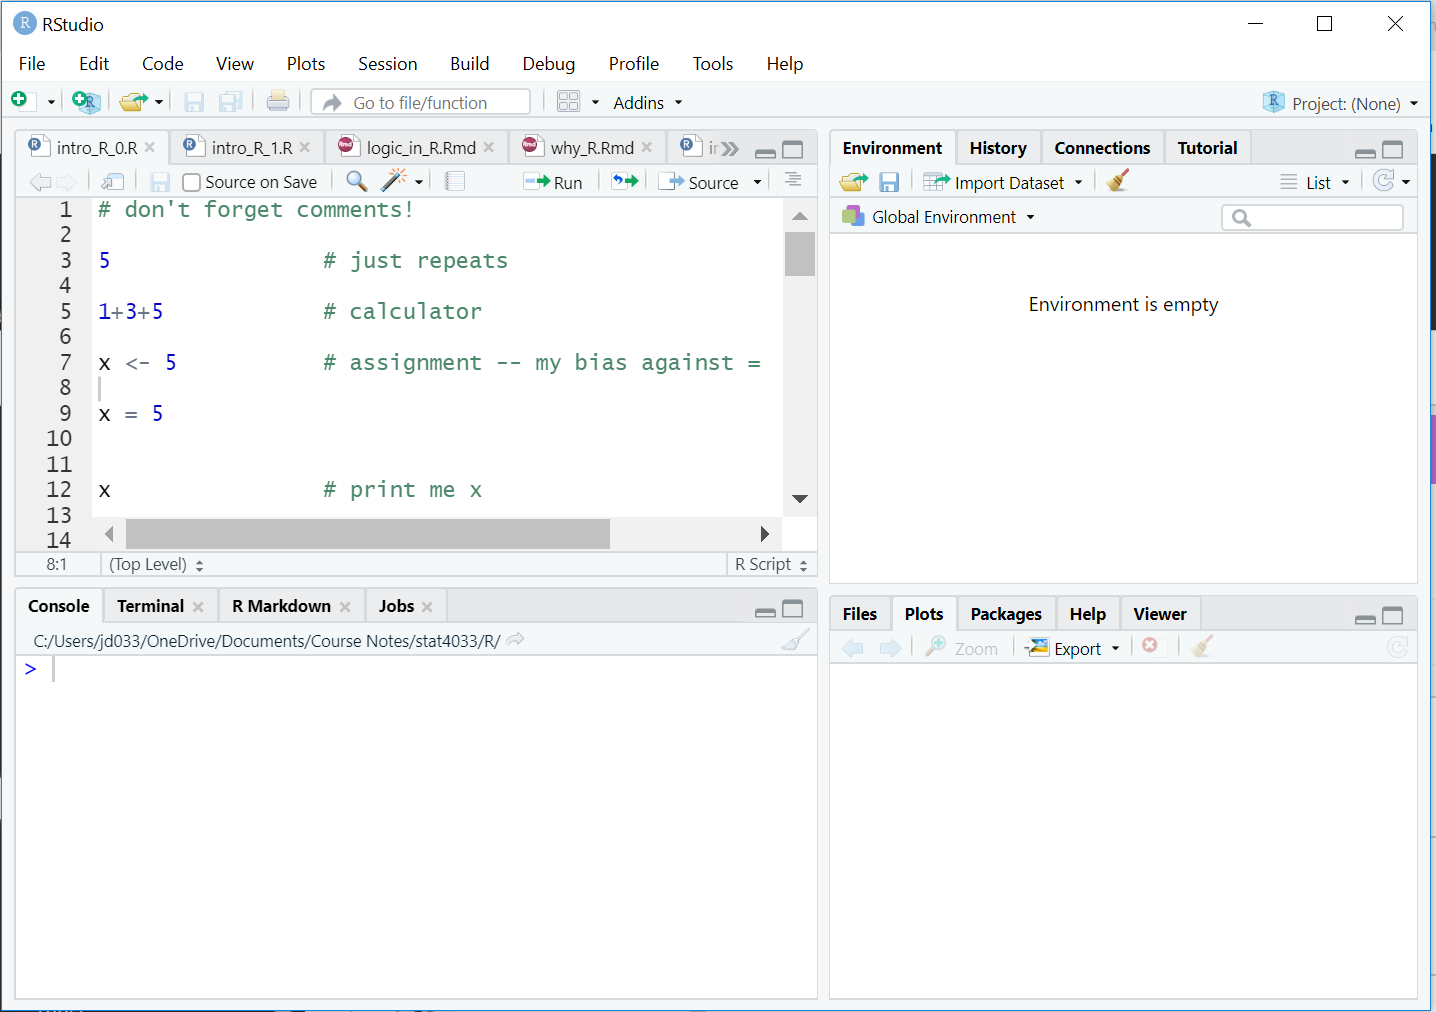 RStudio
File Edit Code View Plots Session Build Debug Profile Tools Help
Go to file/function Addins Project: (None)
intro_R_0.R intro_R_1.R logic_in_R.Rmd why_R.Rmd
Source on Save Run Source
1 # don't forget comments!
2
3 5 # just repeats
4
5 1+3+5 # calculator
6
7 x <- 5 # assignment -- my bias against =
8
9 x = 5
10
11
12 x # print me x
13
14
8:1 (Top Level) R Script
Console Terminal R Markdown Jobs
C:/Users/jd033/OneDrive/Documents/Course Notes/stat4033/R/
>
Environment History Connections Tutorial
Import Dataset List
Global Environment
Environment is empty
Files Plots Packages Help Viewer
Zoom Export